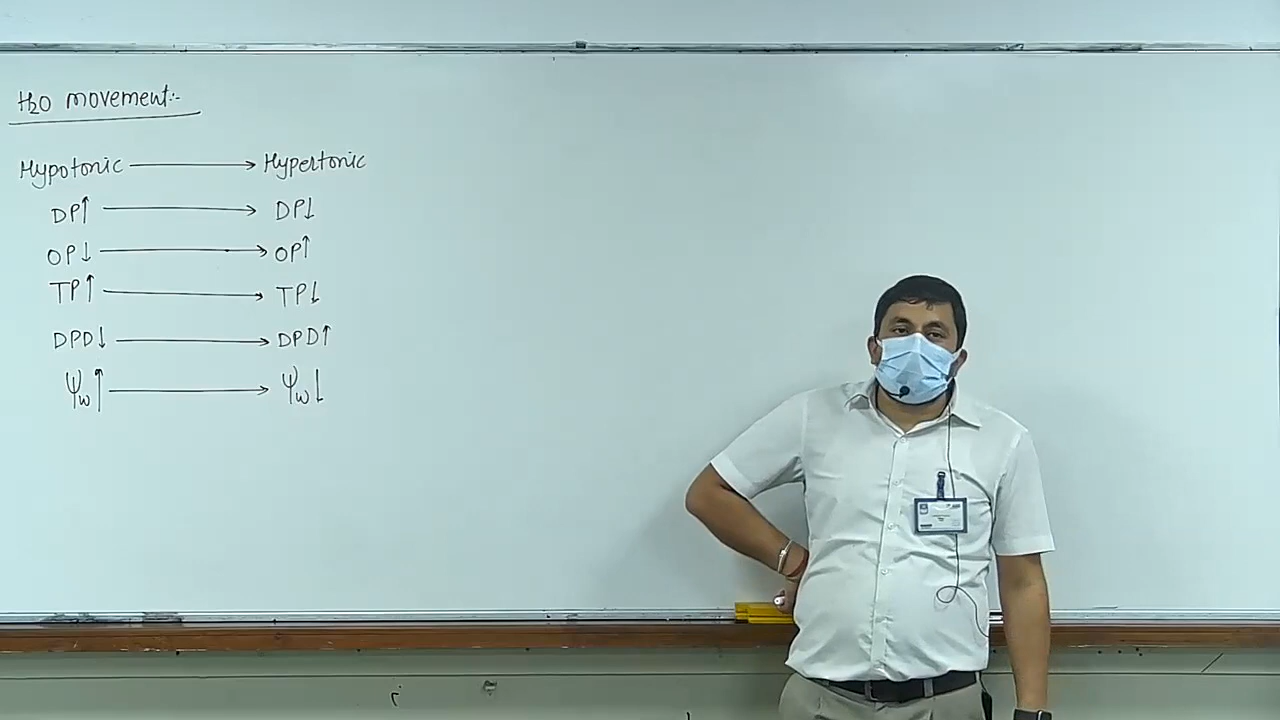 H2O movement:-
Hypotonic ⟶ Hypertonic
DP↑ ⟶ DP↓
OP↓ ⟶ OP↑
TP↑ ⟶ TP↓
DPD↓ ⟶ DPD↑
Ψw↑ ⟶ Ψw↓